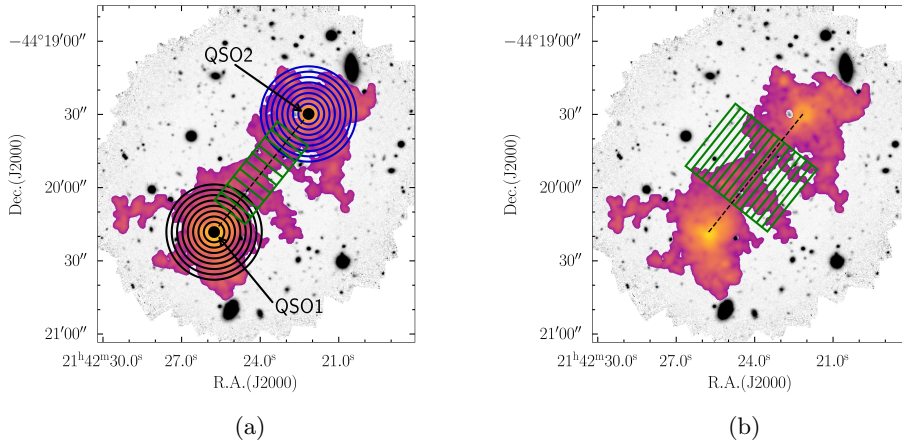 −44°19′00″
30″
20′00″
30″
21′00″
Dec.(J2000)
QSO2
QSO1
21ʰ42ᵐ30.0ˢ 27.0ˢ 24.0ˢ 21.0ˢ
R.A.(J2000)
(a)
−44°19′00″
30″
20′00″
30″
21′00″
Dec.(J2000)
21ʰ42ᵐ30.0ˢ 27.0ˢ 24.0ˢ 21.0ˢ
R.A.(J2000)
(b)